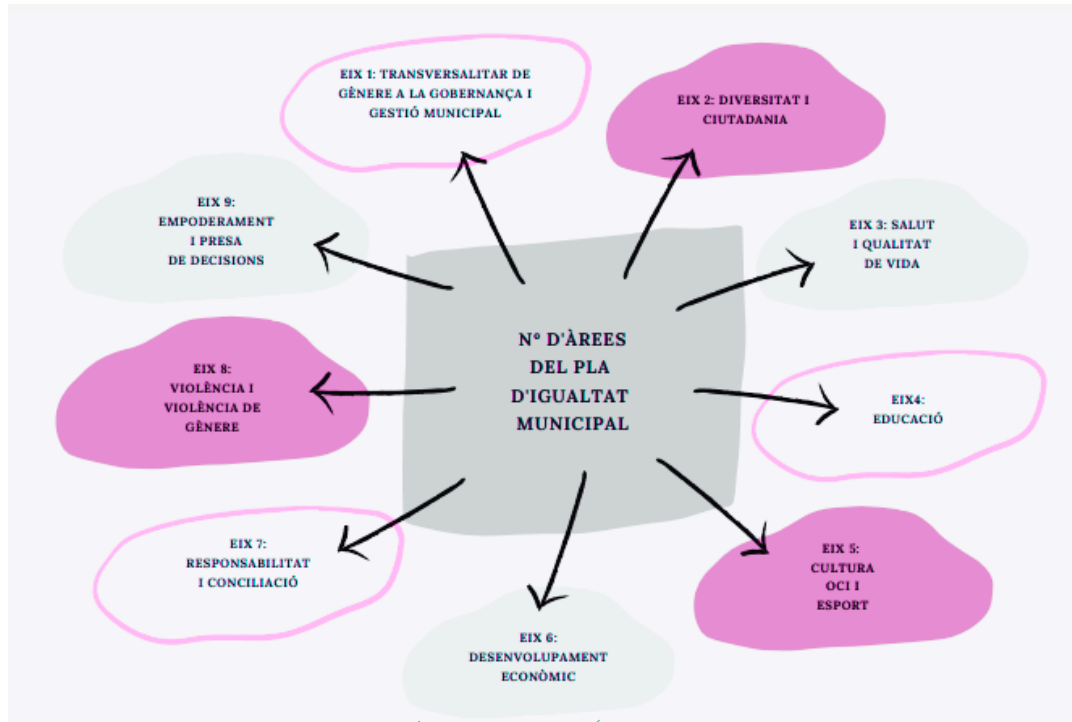 EIX 1: TRANSVERSALITAR DE
GÈNERE A LA GOBERNANÇA I
GESTIÓ MUNICIPAL
EIX 2: DIVERSITAT I
CIUTADANIA
EIX 3: SALUT
I QUALITAT
DE VIDA
EIX4:
EDUCACIÓ
EIX 5:
CULTURA
OCI I
ESPORT
EIX 6:
DESENVOLUPAMENT
ECONÒMIC
EIX 7:
RESPONSABILITAT
I CONCILIACIÓ
EIX 8:
VIOLÈNCIA I
VIOLÈNCIA DE
GÈNERE
EIX 9:
EMPODERAMENT
I PRESA
DE DECISIONS
Nº D'ÀREES
DEL PLA
D'IGUALTAT
MUNICIPAL